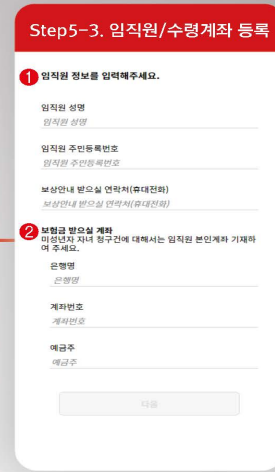 Step5-3. 임직원/수령계좌 등록
1 임직원 정보를 입력해주세요.
임직원 성명
임직원 성명
임직원 주민등록번호
임직원 주민등록번호
보상안내 받으실 연락처(휴대전화)
보상안내 받으실 연락처(휴대전화)
2 보험금 받으실 계좌
미성년자 자녀 청구건에 대해서는 임직원 본인계좌 기재하
여 주세요.
은행명
은행명
계좌번호
계좌번호
예금주
예금주
다음